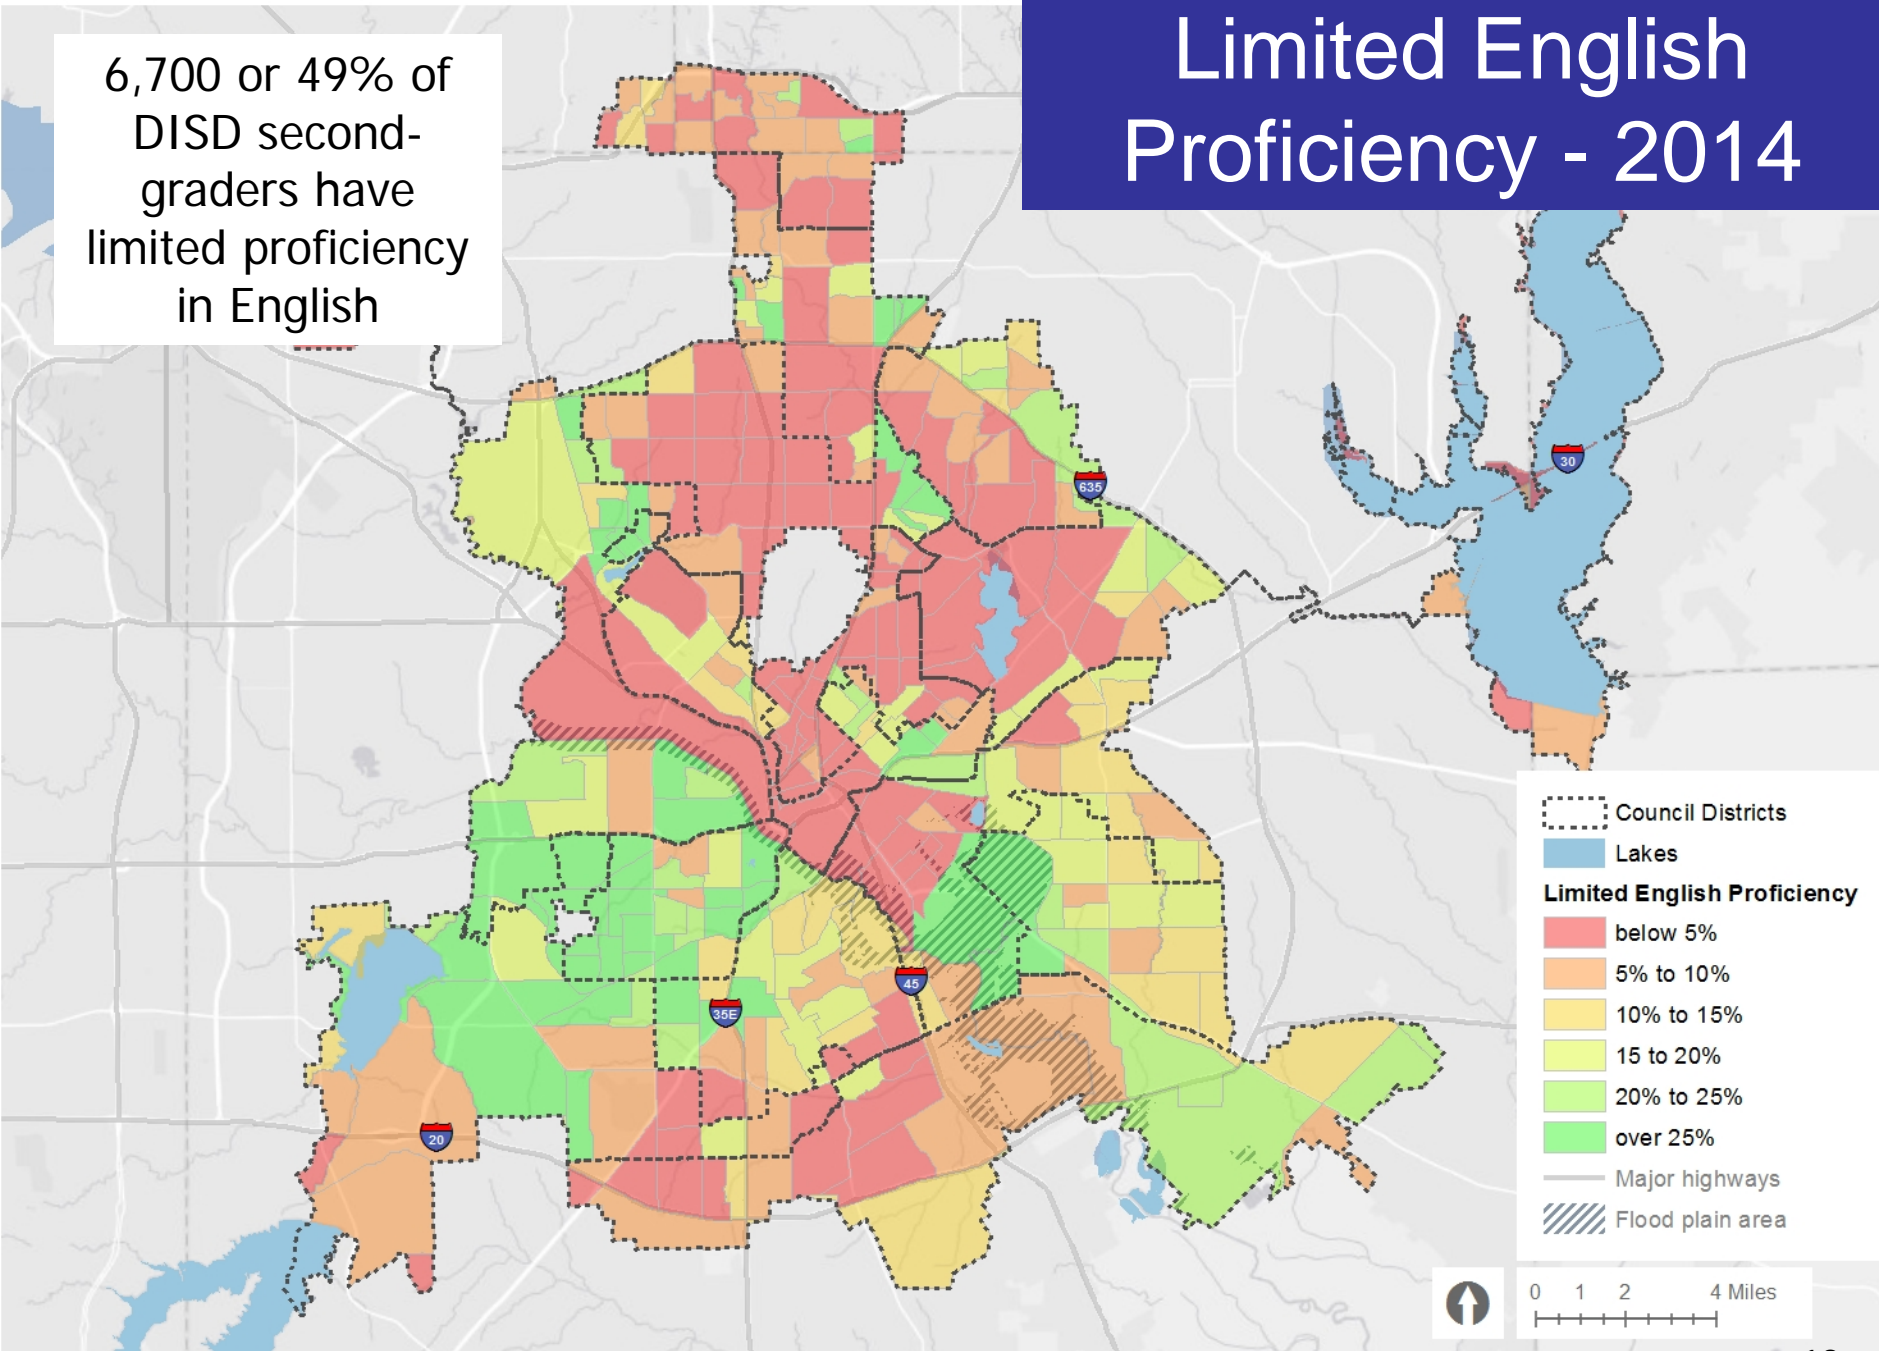 6,700 or 49% of
DISD second-
graders have
limited proficiency
in English
Limited English
Proficiency - 2014
30
635
45
35E
20
Council Districts
Lakes
Limited English Proficiency
below 5%
5% to 10%
10% to 15%
15 to 20%
20% to 25%
over 25%
Major highways
Flood plain area
0 1 2 4 Miles